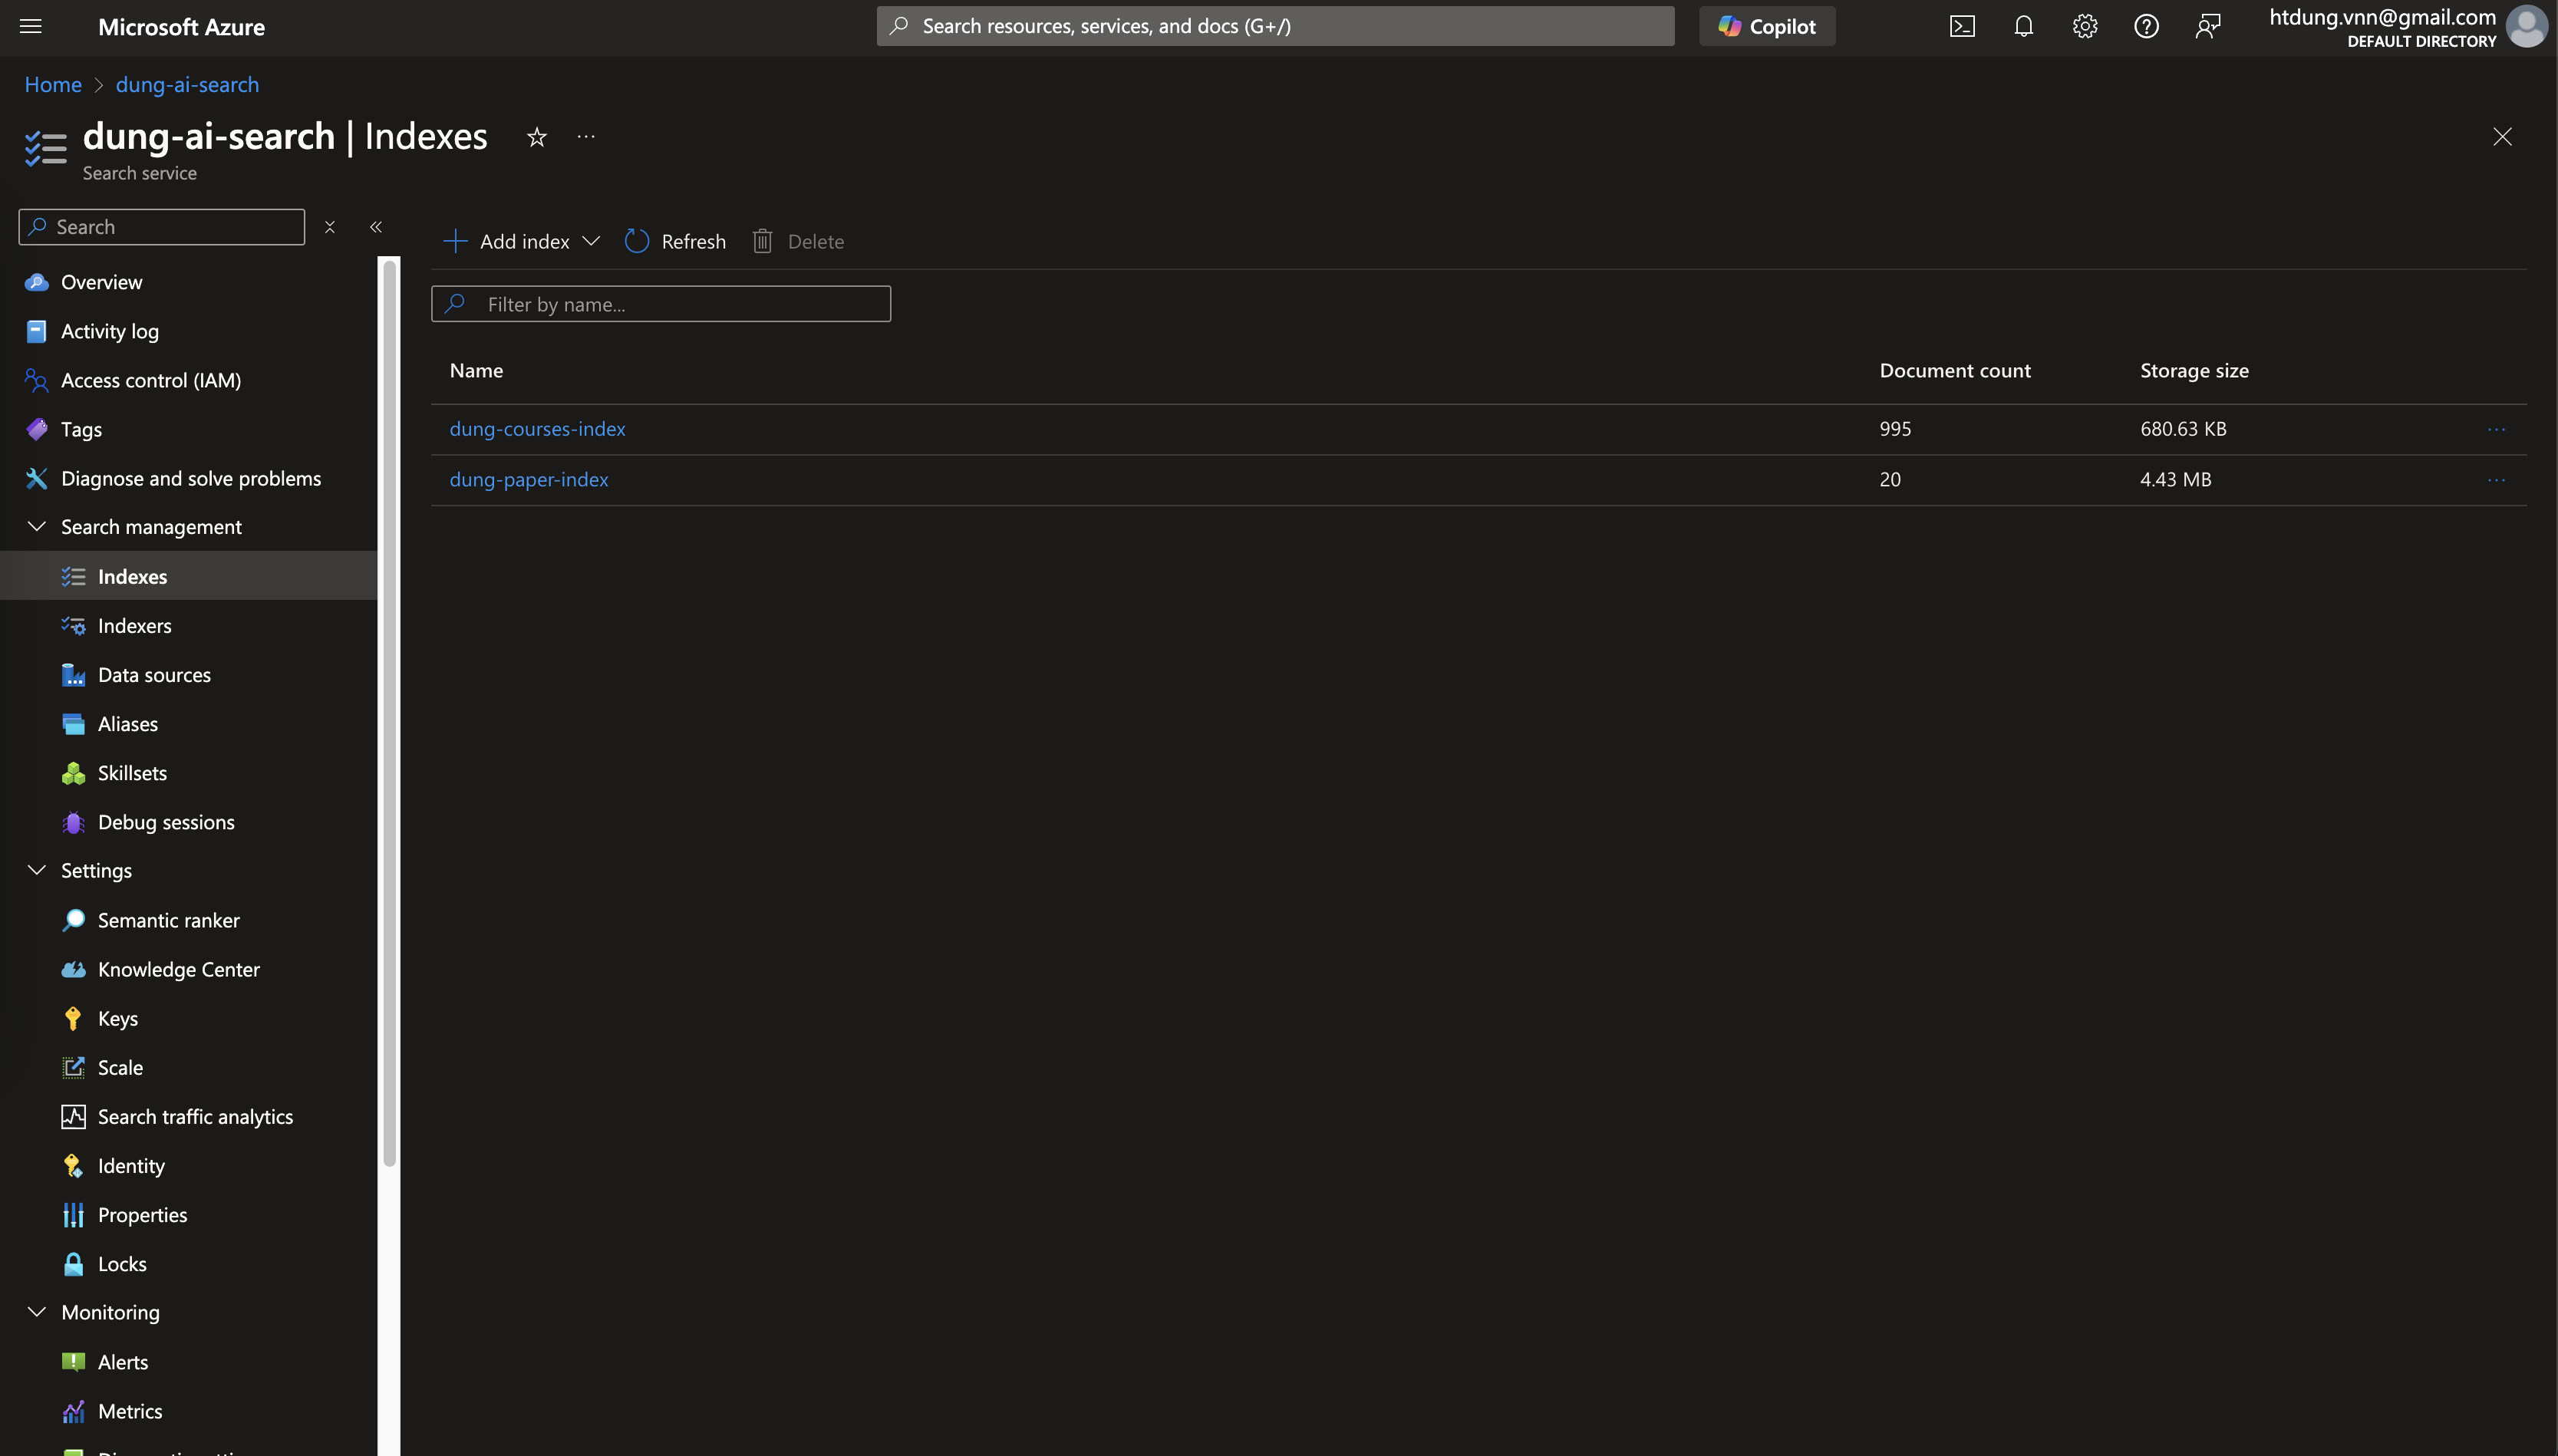 Microsoft Azure
Search resources, services, and docs (G+/)
Copilot
htdung.vnn@gmail.com
DEFAULT DIRECTORY
Home > dung-ai-search
dung-ai-search | Indexes
Search service
Search
Overview
Activity log
Access control (IAM)
Tags
Diagnose and solve problems
Search management
Indexes
Indexers
Data sources
Aliases
Skillsets
Debug sessions
Settings
Semantic ranker
Knowledge Center
Keys
Scale
Search traffic analytics
Identity
Properties
Locks
Monitoring
Alerts
Metrics
Add index Refresh Delete
Filter by name...
Name Document count Storage size
dung-courses-index 995 680.63 KB
dung-paper-index 20 4.43 MB